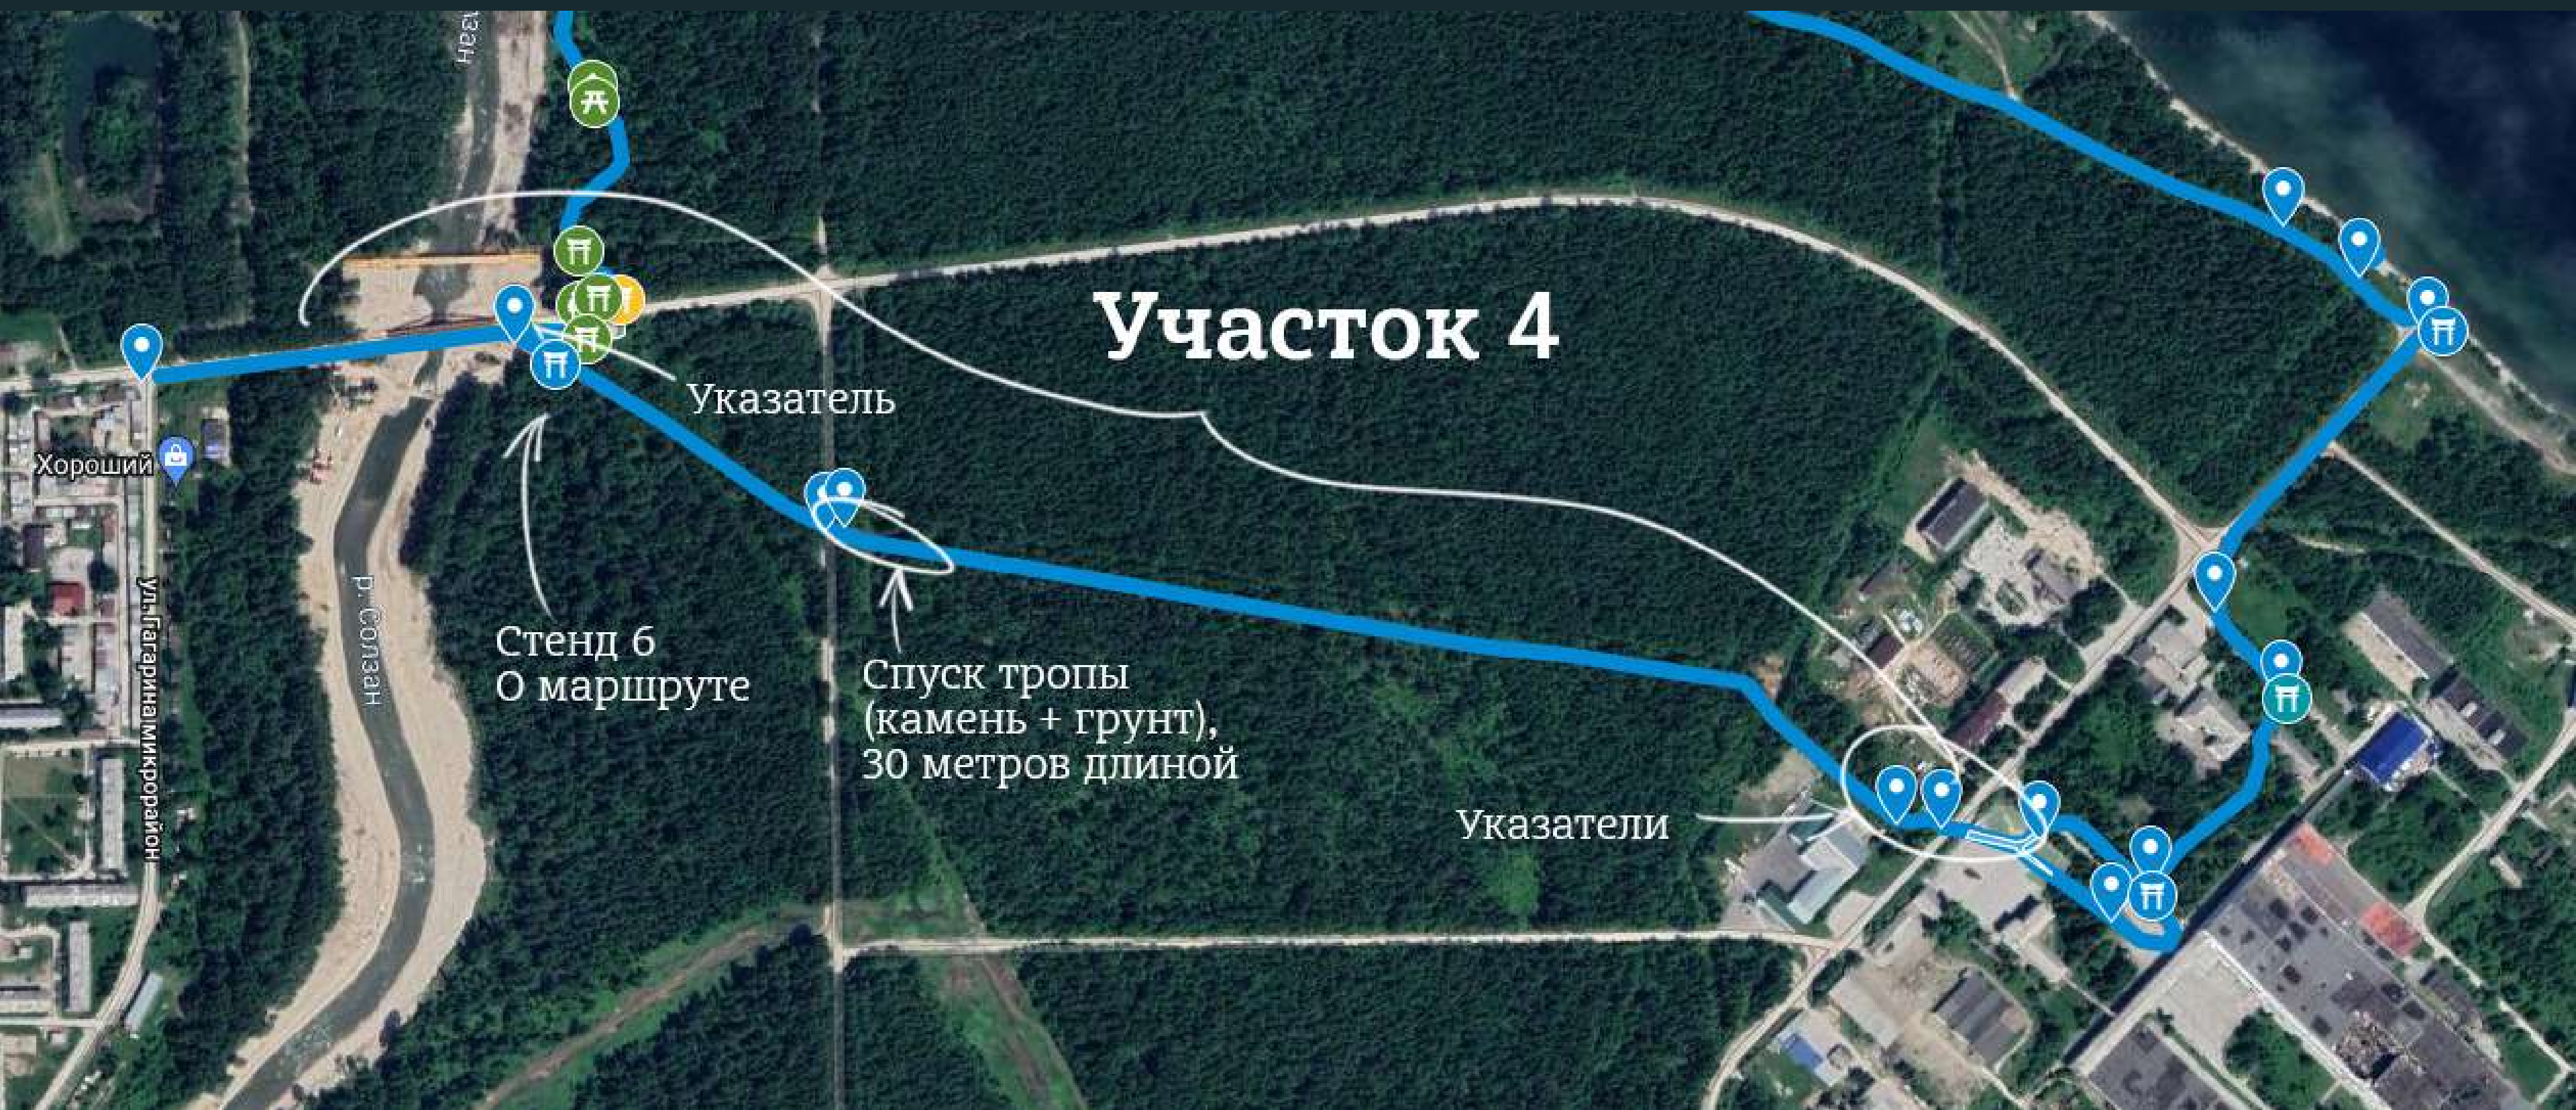 лзан
Участок 4
Указатель
Хороший
ул. Гагарина микрорайон
р. Солзан
Стенд 6
О маршруте
Спуск тропы
(камень + грунт),
30 метров длиной
Указатели